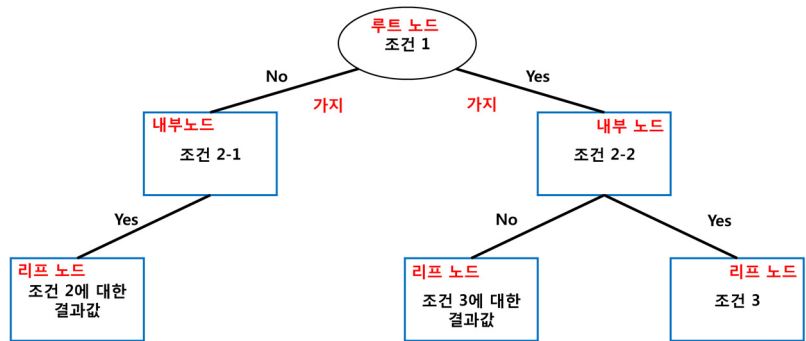 루트 노드
조건 1
No
Yes
가지
가지
내부노드
조건 2-1
내부 노드
조건 2-2
Yes
No
Yes
리프 노드
조건 2에 대한
결과값
리프 노드
조건 3에 대한
결과값
리프 노드
조건 3